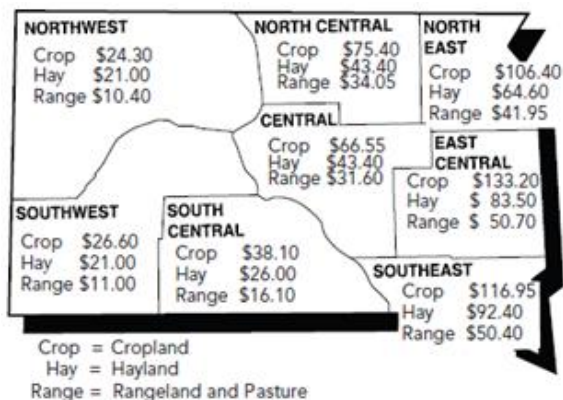 NORTHWEST
Crop $24.30
Hay $21.00
Range $10.40
NORTH CENTRAL
Crop $75.40
Hay $43.40
Range $34.05
NORTH
EAST
Crop $106.40
Hay $64.60
Range $41.95
CENTRAL
Crop $66.55
Hay $43.40
Range $31.60
EAST
CENTRAL
Crop $133.20
Hay $ 83.50
Range $ 50.70
SOUTHWEST
Crop $26.60
Hay $21.00
Range $11.00
SOUTH
CENTRAL
Crop $38.10
Hay $26.00
Range $16.10
SOUTHEAST
Crop $116.95
Hay $92.40
Range $50.40
Crop = Cropland
Hay = Hayland
Range = Rangeland and Pasture